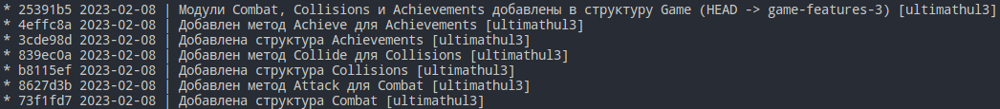 * 25391b5 2023-02-08 | Модули Combat, Collisions и Achievements добавлены в структуру Game (HEAD -> game-features-3) [ultimathul3]
* 4effc8a 2023-02-08 | Добавлен метод Achieve для Achievements [ultimathul3]
* 3cde98d 2023-02-08 | Добавлена структура Achievements [ultimathul3]
* 839ec0a 2023-02-08 | Добавлен метод Collide для Collisions [ultimathul3]
* b8115ef 2023-02-08 | Добавлена структура Collisions [ultimathul3]
* 8627d3b 2023-02-08 | Добавлен метод Attack для Combat [ultimathul3]
* 73f1fd7 2023-02-08 | Добавлена структура Combat [ultimathul3]